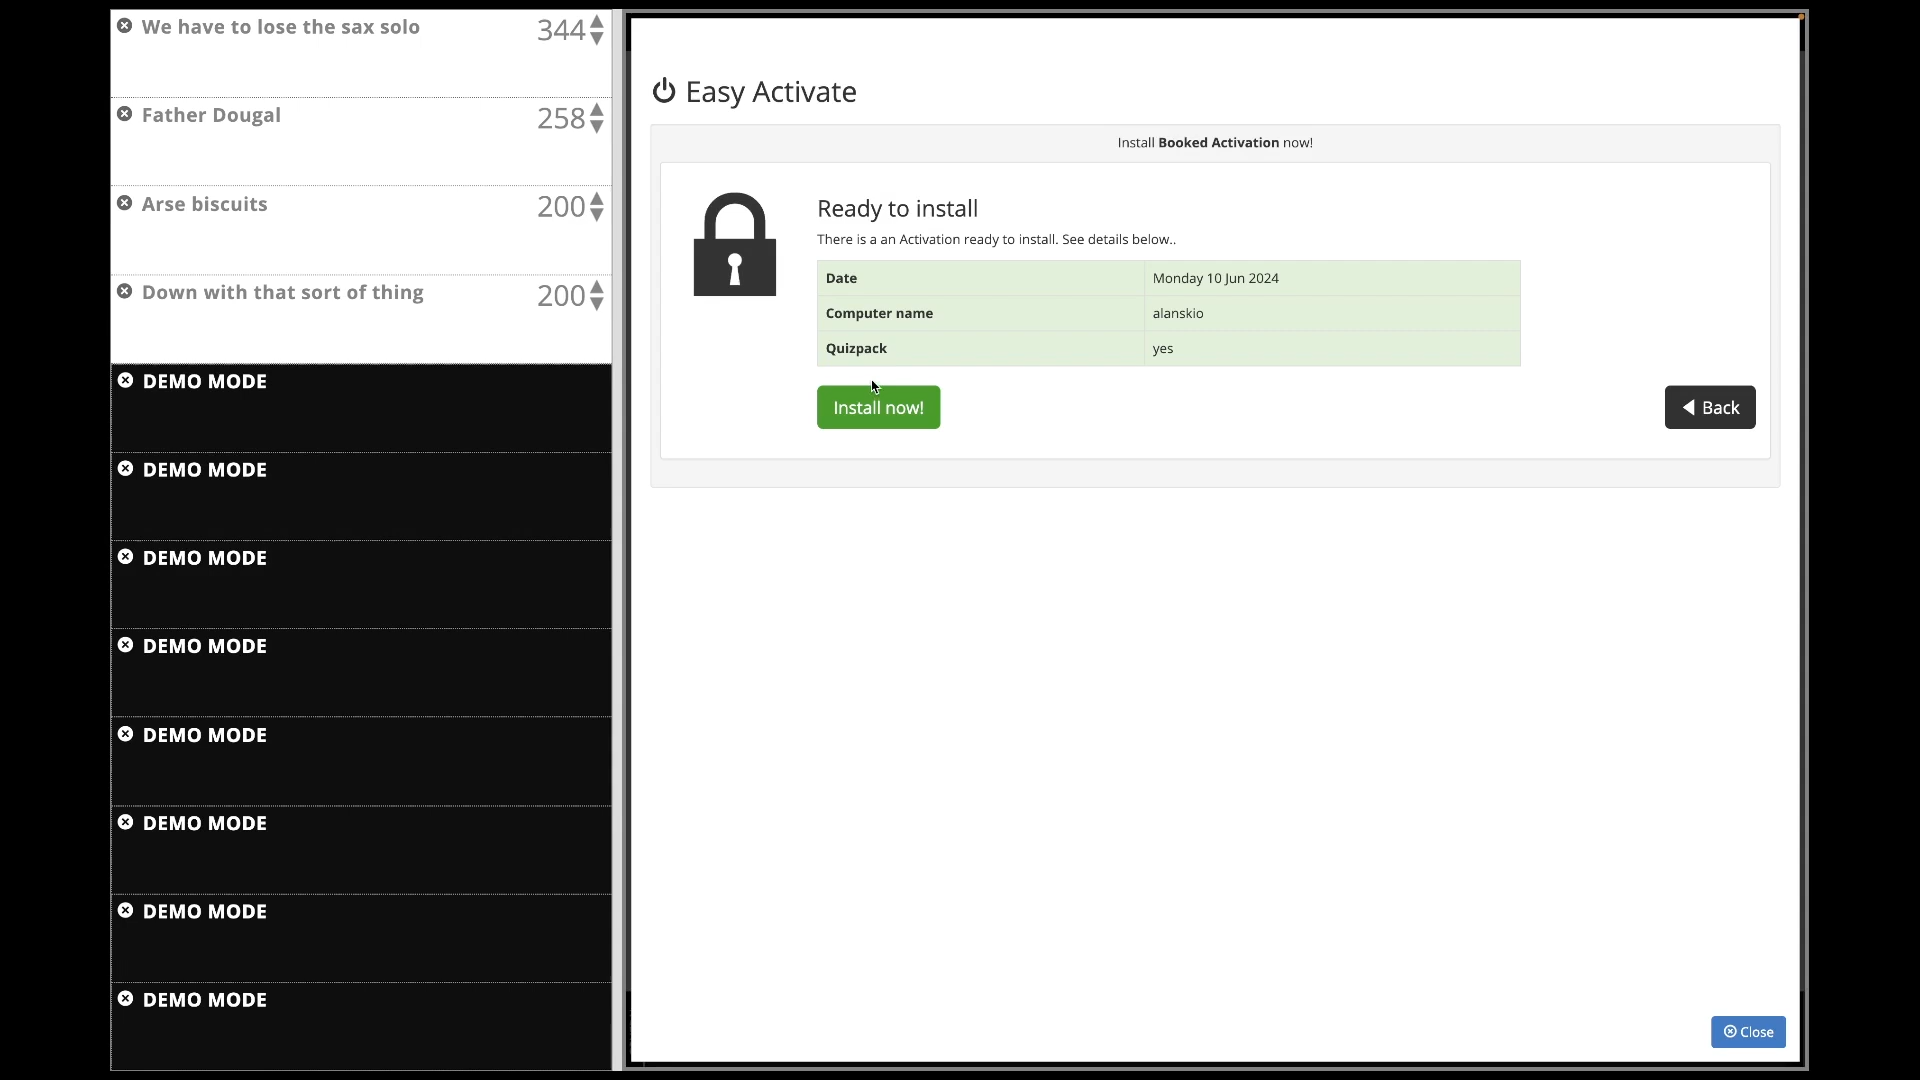 We have to lose the sax solo 344
Father Dougal 258
Arse biscuits 200
Down with that sort of thing 200
DEMO MODE
DEMO MODE
DEMO MODE
DEMO MODE
DEMO MODE
DEMO MODE
DEMO MODE
DEMO MODE
Easy Activate
Install Booked Activation now!
Ready to install
There is a an Activation ready to install. See details below..
Date Monday 10 Jun 2024
Computer name alanskio
Quizpack yes
Install now! Back
Close